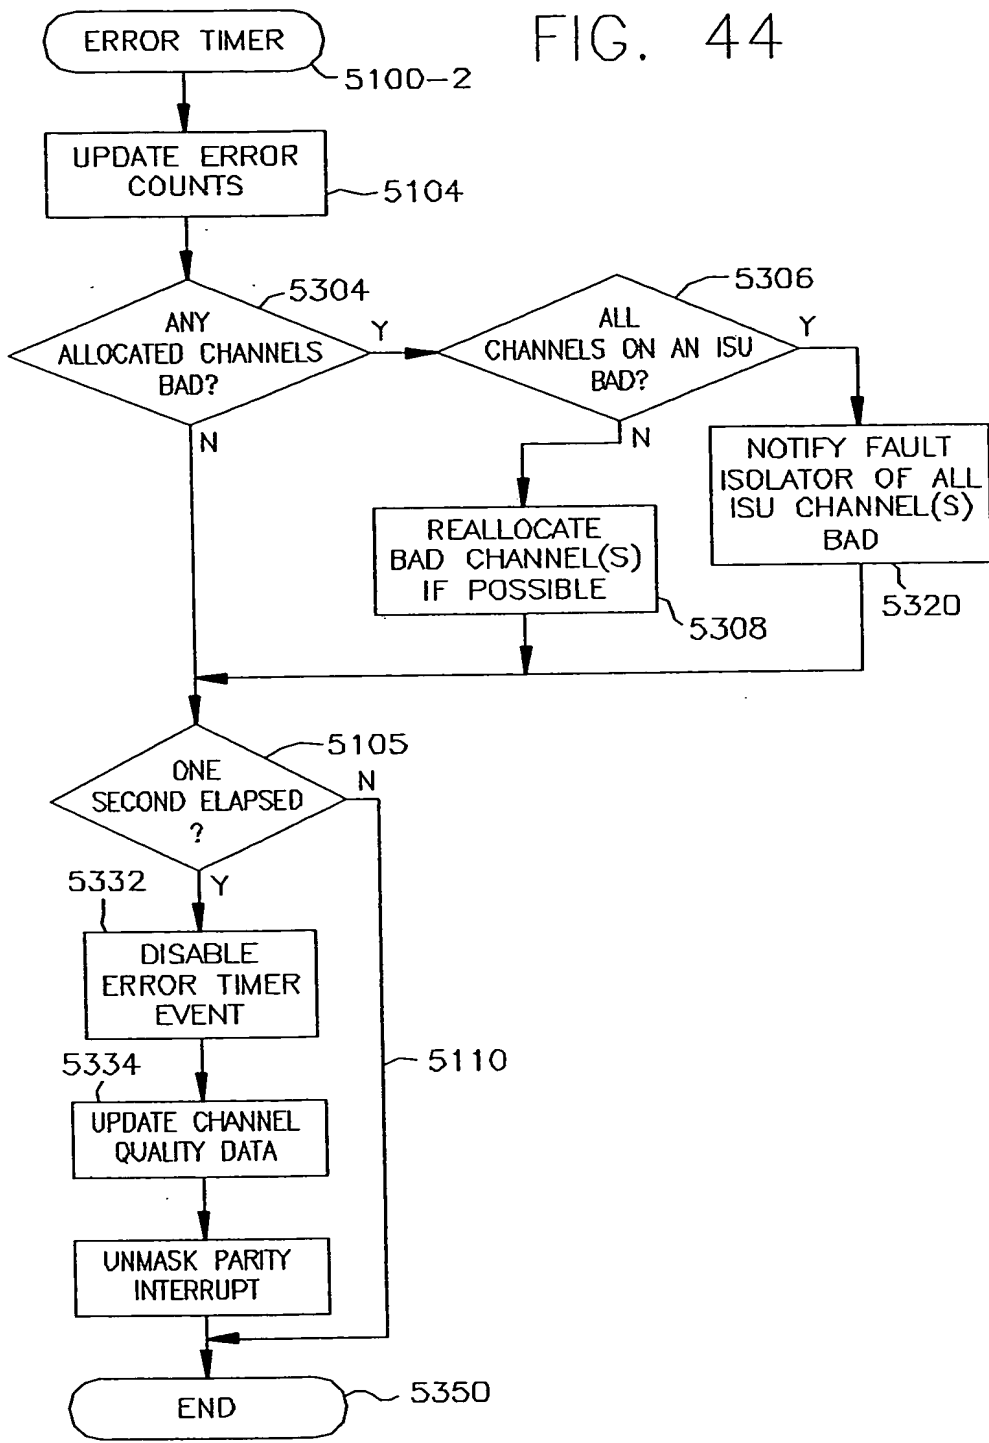 FIG. 44
ERROR TIMER
5100-2
UPDATE ERROR
COUNTS
5104
5304
ANY
ALLOCATED CHANNELS
BAD?
Y
N
5306
ALL
CHANNELS ON AN ISU
BAD?
Y
N
NOTIFY FAULT
ISOLATOR OF ALL
ISU CHANNEL(S)
BAD
5320
REALLOCATE
BAD CHANNEL(S)
IF POSSIBLE
5308
5105
ONE
SECOND ELAPSED
?
N
Y
5332
DISABLE
ERROR TIMER
EVENT
5110
5334
UPDATE CHANNEL
QUALITY DATA
UNMASK PARITY
INTERRUPT
END
5350